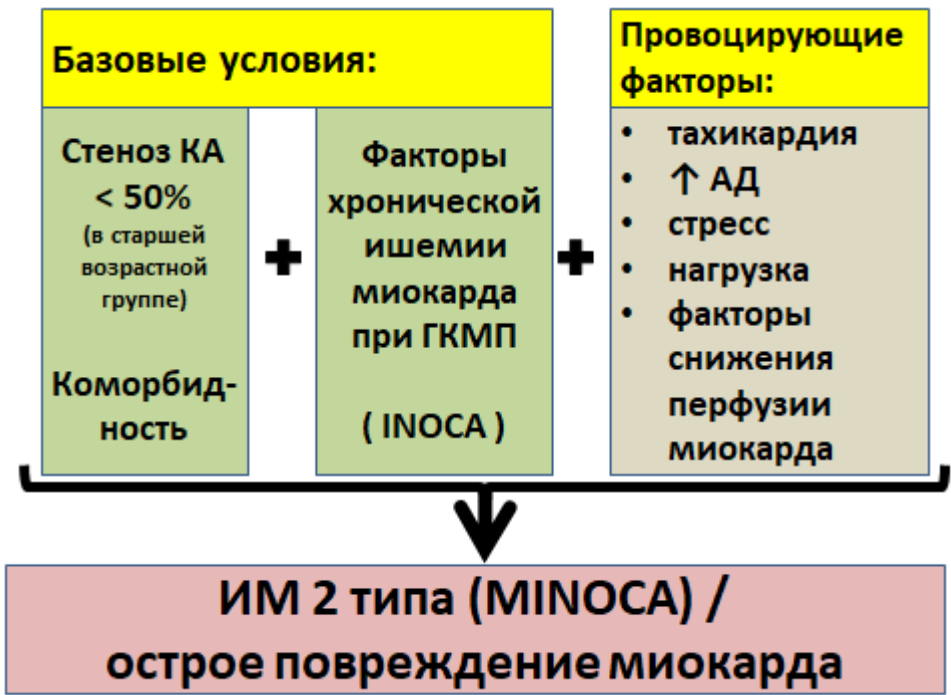 Базовые условия:
Стеноз КА
< 50%
(в старшей
возрастной
группе)
Коморбид-
ность
+
Факторы
хронической
ишемии
миокарда
при ГКМП
( INOCA )
+
Провоцирующие
факторы:
• тахикардия
• ↑ АД
• стресс
• нагрузка
• факторы
снижения
перфузии
миокарда
ИМ 2 типа (MINOCA) /
острое повреждение миокарда